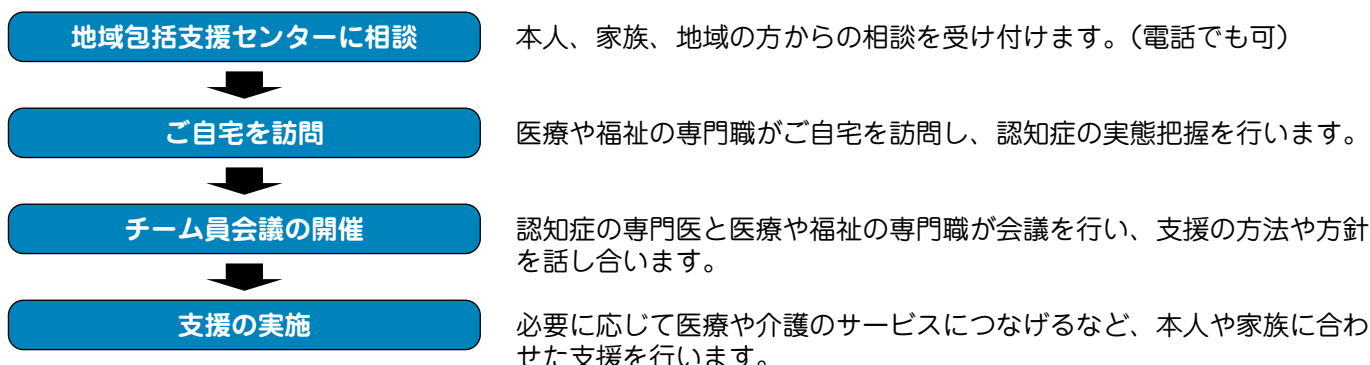 地域包括支援センターに相談
本人、家族、地域の方からの相談を受け付けます。(電話でも可)
ご自宅を訪問
医療や福祉の専門職がご自宅を訪問し、認知症の実態把握を行います。
チーム員会議の開催
認知症の専門医と医療や福祉の専門職が会議を行い、支援の方法や方針
を話し合います。
支援の実施
必要に応じて医療や介護のサービスにつなげるなど、本人や家族に合わ
せた支援を行います。